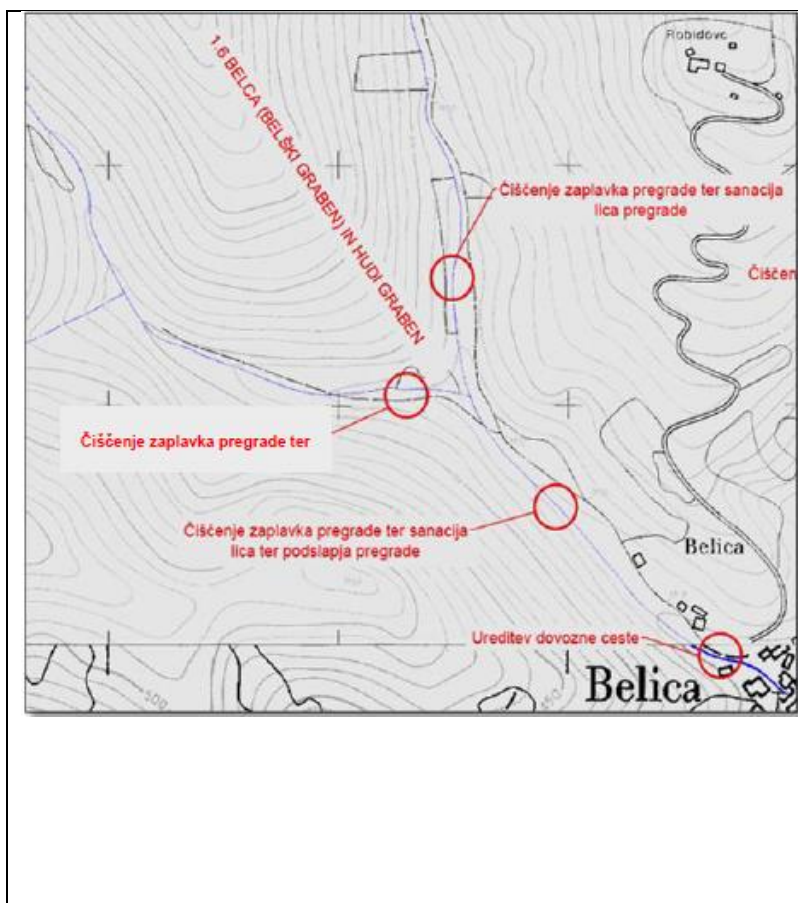 Robidovc
1.6 BELCA (BELŠKI GRABEN) IN HUDI GRABEN
Čiščenje zaplavka pregrade ter sanacija
lica pregrade
Čiščen
Čiščenje zaplavka pregrade ter
Čiščenje zaplavka pregrade ter sanacija
lica ter podslapja pregrade
Belica
Ureditev dovozne ceste
Belica
500